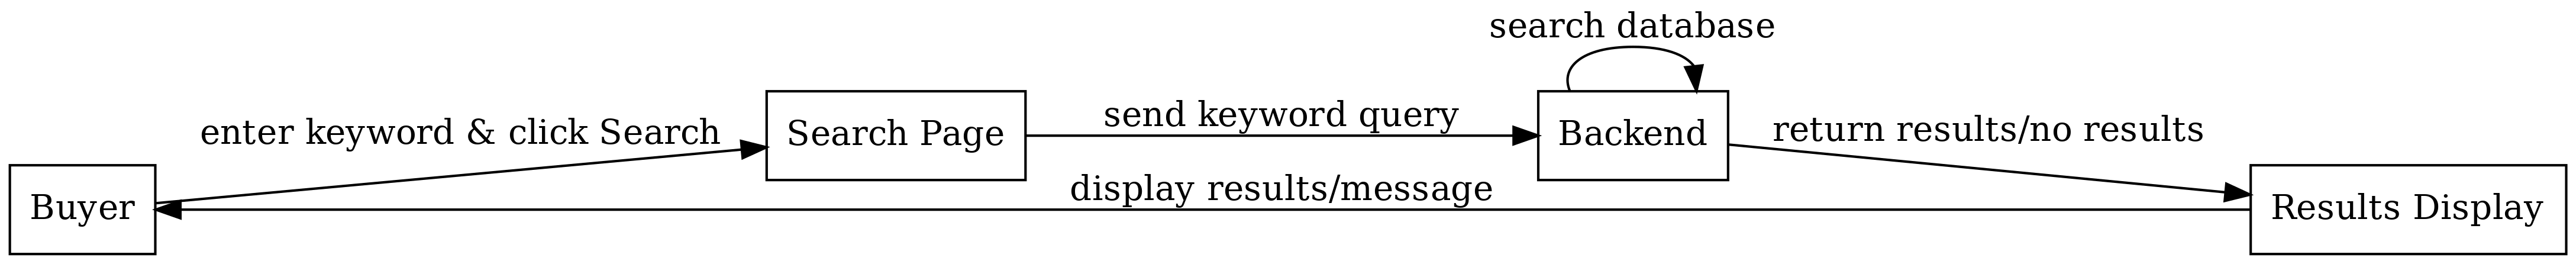 search database
enter keyword & click Search
Search Page
send keyword query
Backend
return results/no results
Buyer
display results/message
Results Display